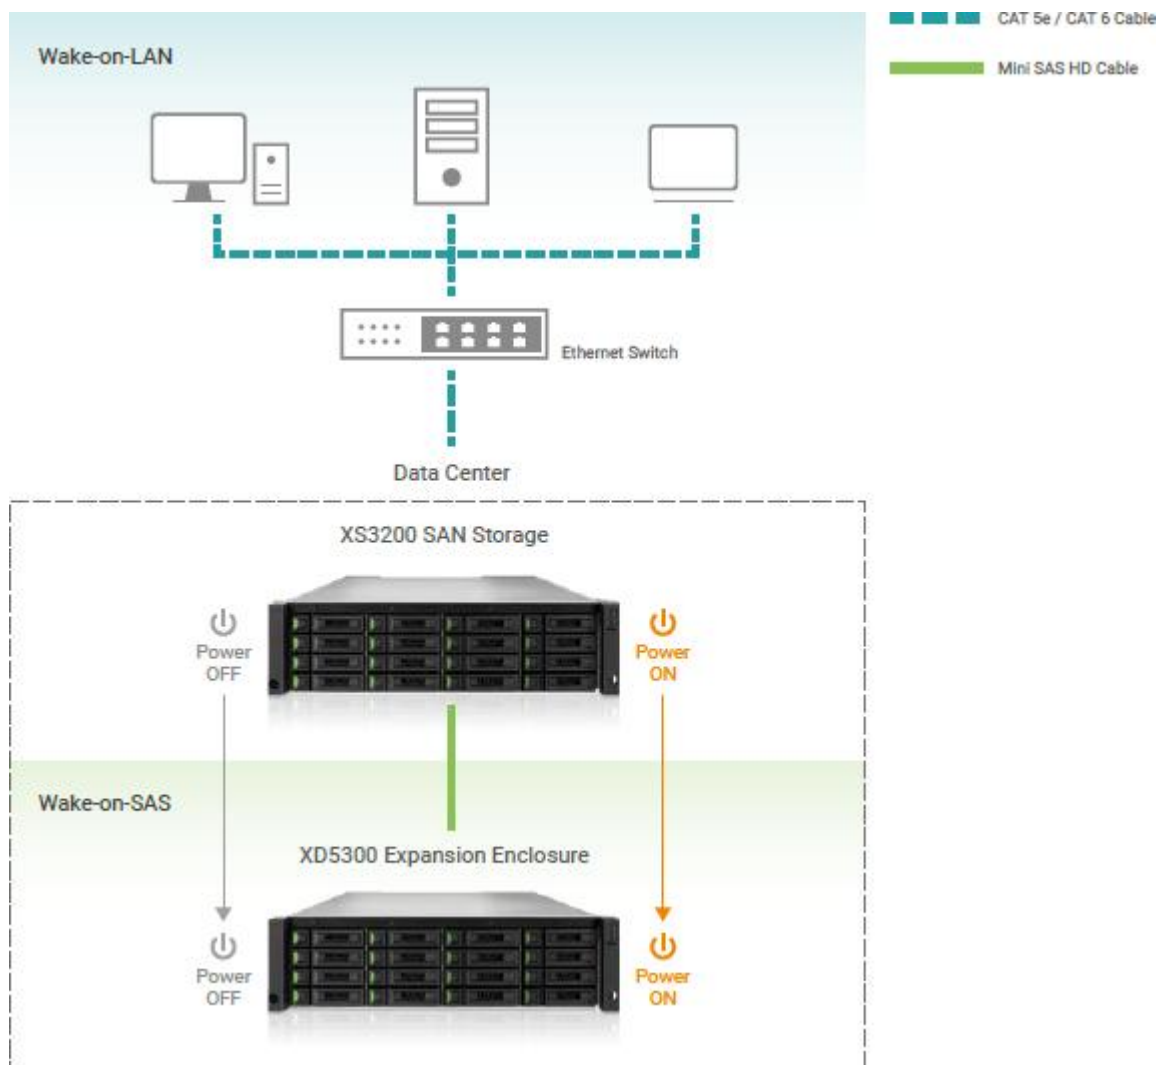 Wake-on-LAN
CAT 5e / CAT 6 Cable
Mini SAS HD Cable
Ethernet Switch
Data Center
XS3200 SAN Storage
Power
OFF
Power
ON
Wake-on-SAS
XD5300 Expansion Enclosure
Power
OFF
Power
ON